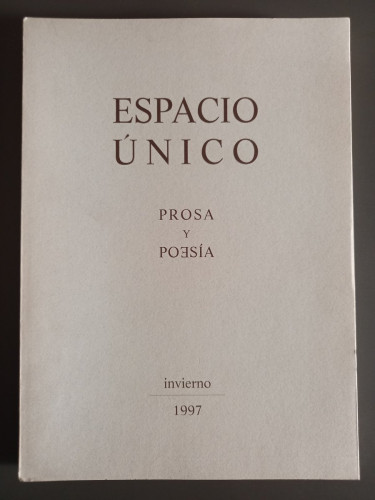 ESPACIO
ÚNICO
PROSA
Y
POƎSÍA
invierno
1997